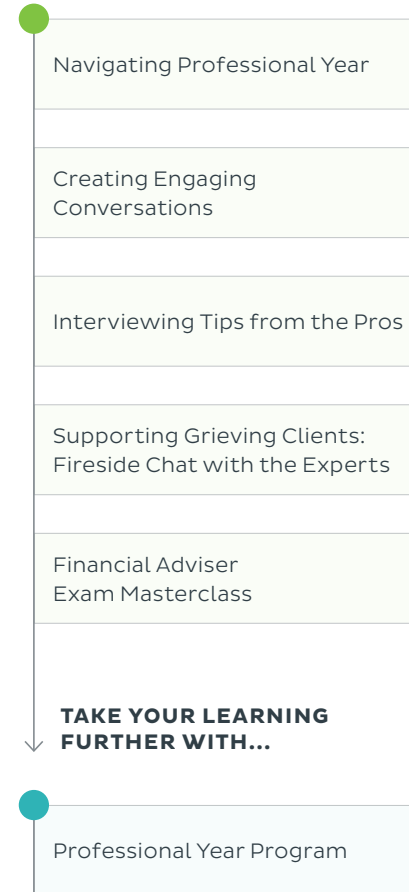 Navigating Professional Year
Creating Engaging
Conversations
Interviewing Tips from the Pros
Supporting Grieving Clients:
Fireside Chat with the Experts
Financial Adviser
Exam Masterclass
TAKE YOUR LEARNING
FURTHER WITH...
Professional Year Program